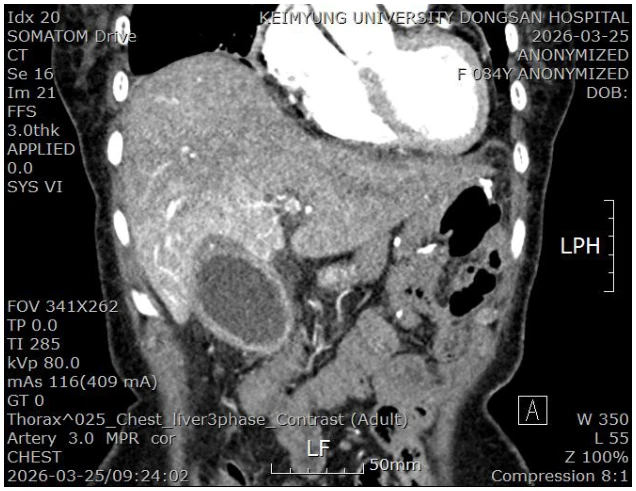 Idx 20
SOMATOM Drive
CT
Se 16
Im 21
FFS
3.0thk
APPLIED
0.0
SYS VI
KEIMYUNG UNIVERSITY DONGSAN HOSPITAL
2026-03-25
ANONYMIZED
F 084Y ANONYMIZED
DOB:
LPH
FOV 341X262
TP 0.0
TI 285
kVp 80.0
mAs 116(409 mA)
GT 0
Thorax^025_Chest_liver3phase_Contrast (Adult)
Artery 3.0 MPR cor
CHEST
2026-03-25/09:24:02
LF
50mm
A
W 350
L 55
Z 100%
Compression 8:1